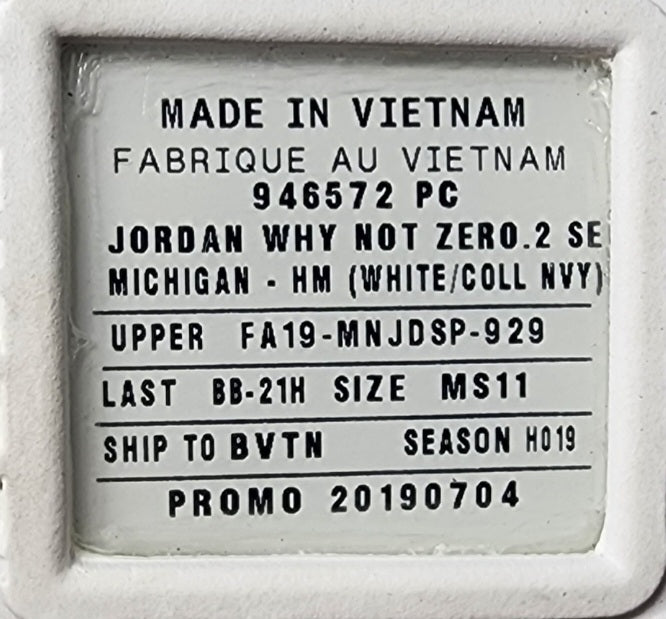 MADE IN VIETNAM
FABRIQUE AU VIETNAM
946572 PC
JORDAN WHY NOT ZERO.2 SE
MICHIGAN - HM (WHITE/COLL NVY)
UPPER FA19-MNJDSP-929
LAST BB-21H SIZE MS11
SHIP TO BVTN SEASON HO19
PROMO 20190704